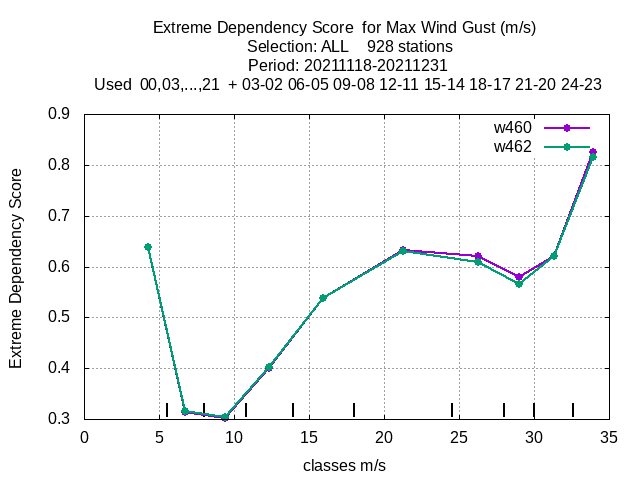 Extreme Dependency Score  for Max Wind Gust (m/s)
Selection: ALL    928 stations
Period: 20211118-20211231
Used  00,03,...,21  + 03-02 06-05 09-08 12-11 15-14 18-17 21-20 24-23
w460
w462
0.9
0.8
0.7
0.6
0.5
0.4
0.3
Extreme Dependency Score
0 5 10 15 20 25 30 35
classes m/s